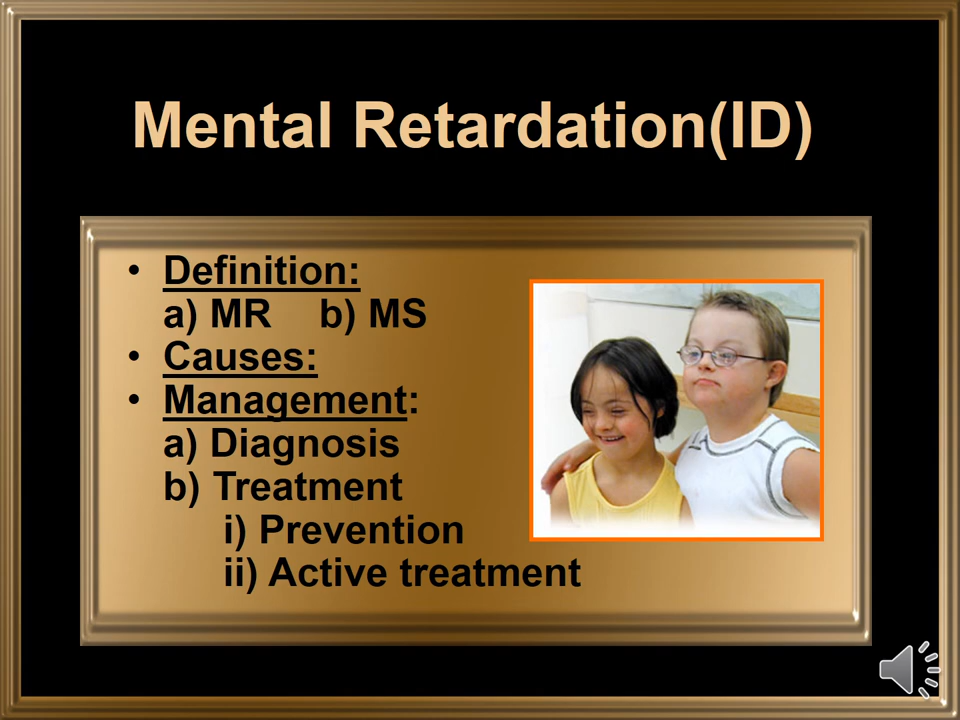 Mental Retardation(ID)
• Definition:
a) MR b) MS
• Causes:
• Management:
a) Diagnosis
b) Treatment
i) Prevention
ii) Active treatment